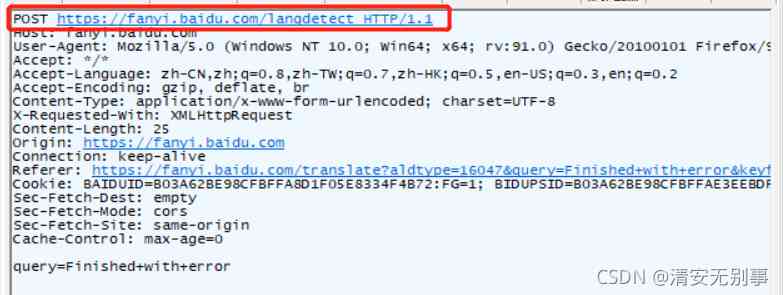 POST https://fanyi.baidu.com/langdetect HTTP/1.1
Host: fanyi.baidu.com
User-Agent: Mozilla/5.0 (Windows NT 10.0; Win64; x64; rv:91.0) Gecko/20100101 Firefox/9
Accept: */*
Accept-Language: zh-CN,zh;q=0.8,zh-TW;q=0.7,zh-HK;q=0.5,en-US;q=0.3,en;q=0.2
Accept-Encoding: gzip, deflate, br
Content-Type: application/x-www-form-urlencoded; charset=UTF-8
X-Requested-With: XMLHttpRequest
Content-Length: 25
Origin: https://fanyi.baidu.com
Connection: keep-alive
Referer: https://fanyi.baidu.com/translate?aldtype=16047&query=Finished+with+error&keyf
Cookie: BAIDUID=B03A62BE98CFBFFA8D1F05E8334F4B72:FG=1; BIDUPSID=B03A62BE98CFBFFAE3EEBDF
Sec-Fetch-Dest: empty
Sec-Fetch-Mode: cors
Sec-Fetch-Site: same-origin
Cache-Control: max-age=0
query=Finished+with+error
CSDN @清安无别事